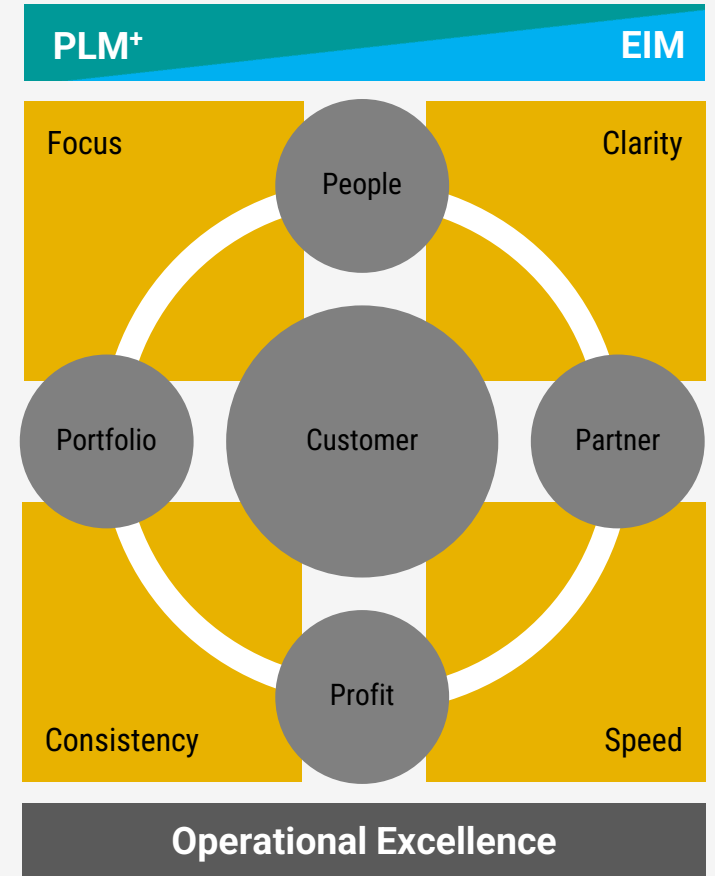 PLM⁺ EIM
Focus Clarity
People
Portfolio Customer Partner
Profit
Consistency Speed
Operational Excellence